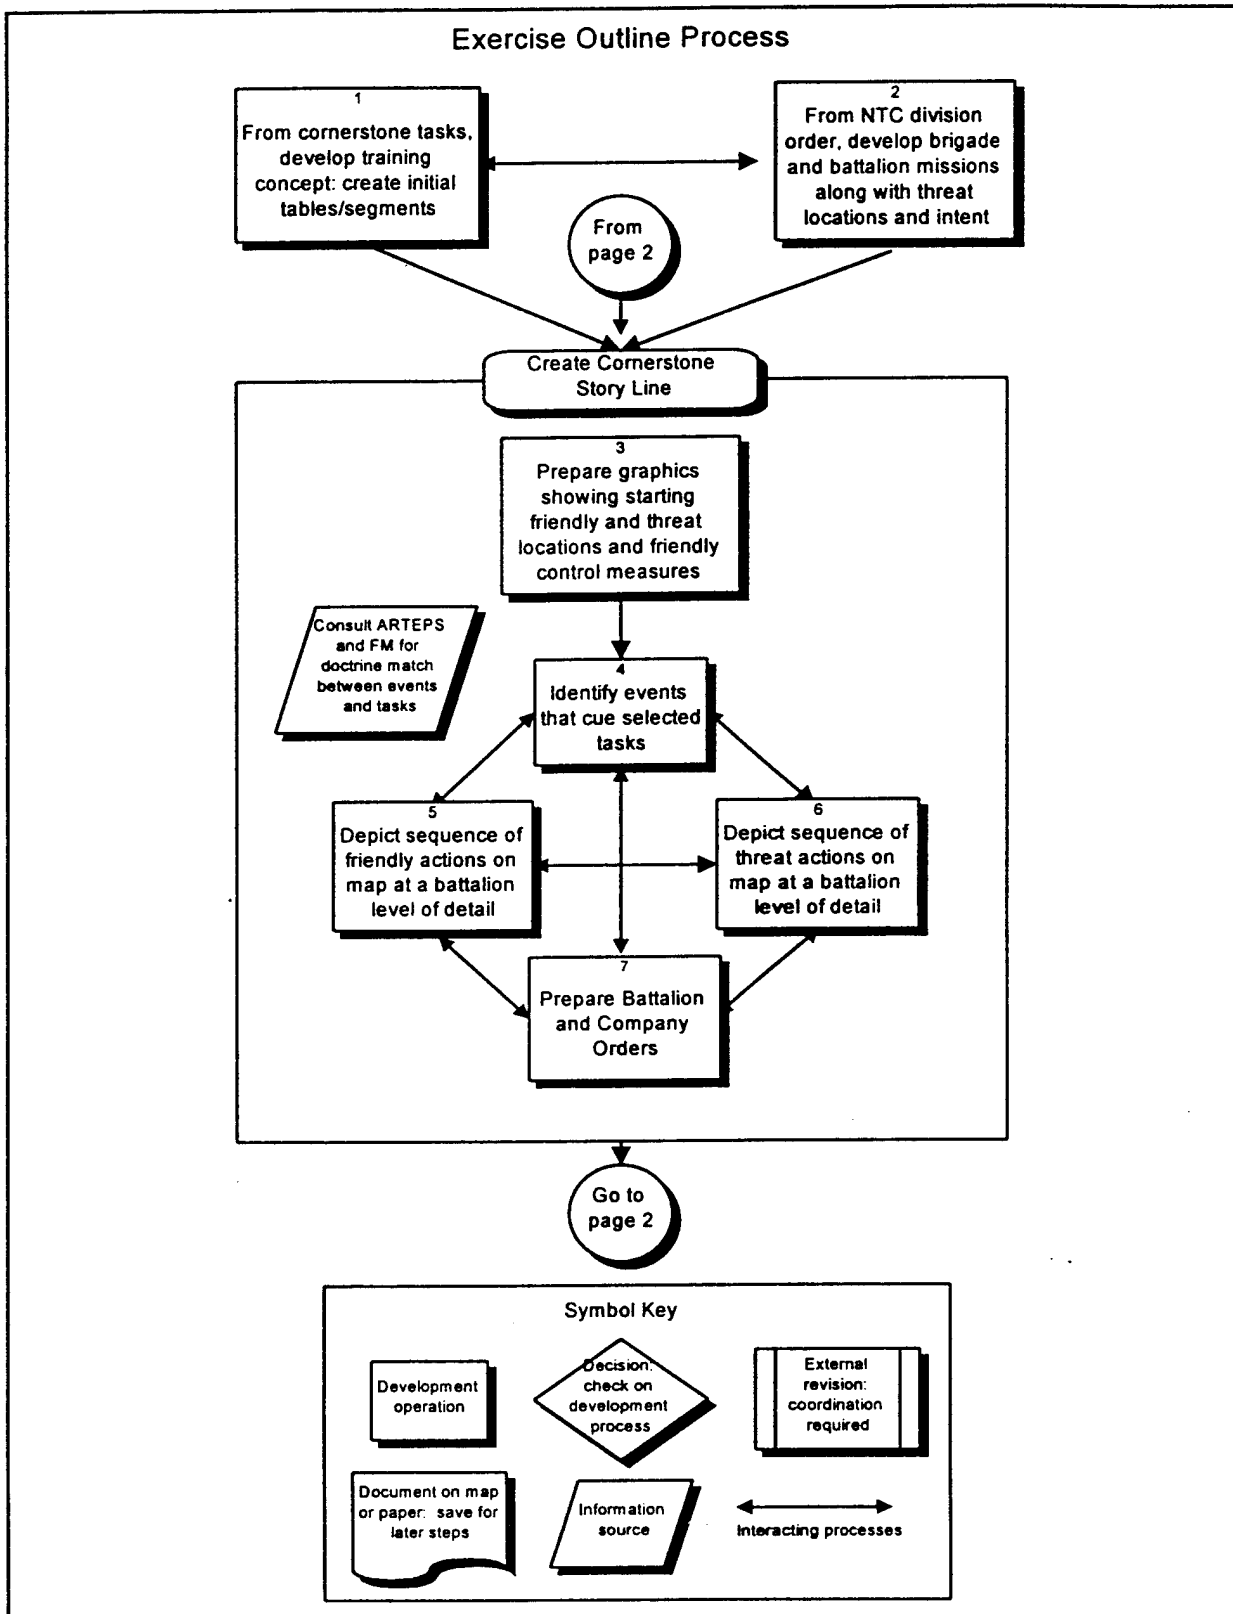 Exercise Outline Process
1
From cornerstone tasks,
develop training
concept: create initial
tables/segments
2
From NTC division
order, develop brigade
and battalion missions
along with threat
locations and intent
From
page 2
Create Cornerstone
Story Line
3
Prepare graphics
showing starting
friendly and threat
locations and friendly
control measures
Consult ARTEPS
and FM for
doctrine match
between events
and tasks
4
Identify events
that cue selected
tasks
5
Depict sequence of
friendly actions on
map at a battalion
level of detail
6
Depict sequence of
threat actions on
map at a battalion
level of detail
7
Prepare Battalion
and Company
Orders
Go to
page 2
Symbol Key
Development
operation
Decision:
check on
development
process
External
revision:
coordination
required
Document on map
or paper: save for
later steps
Information
source
Interacting processes